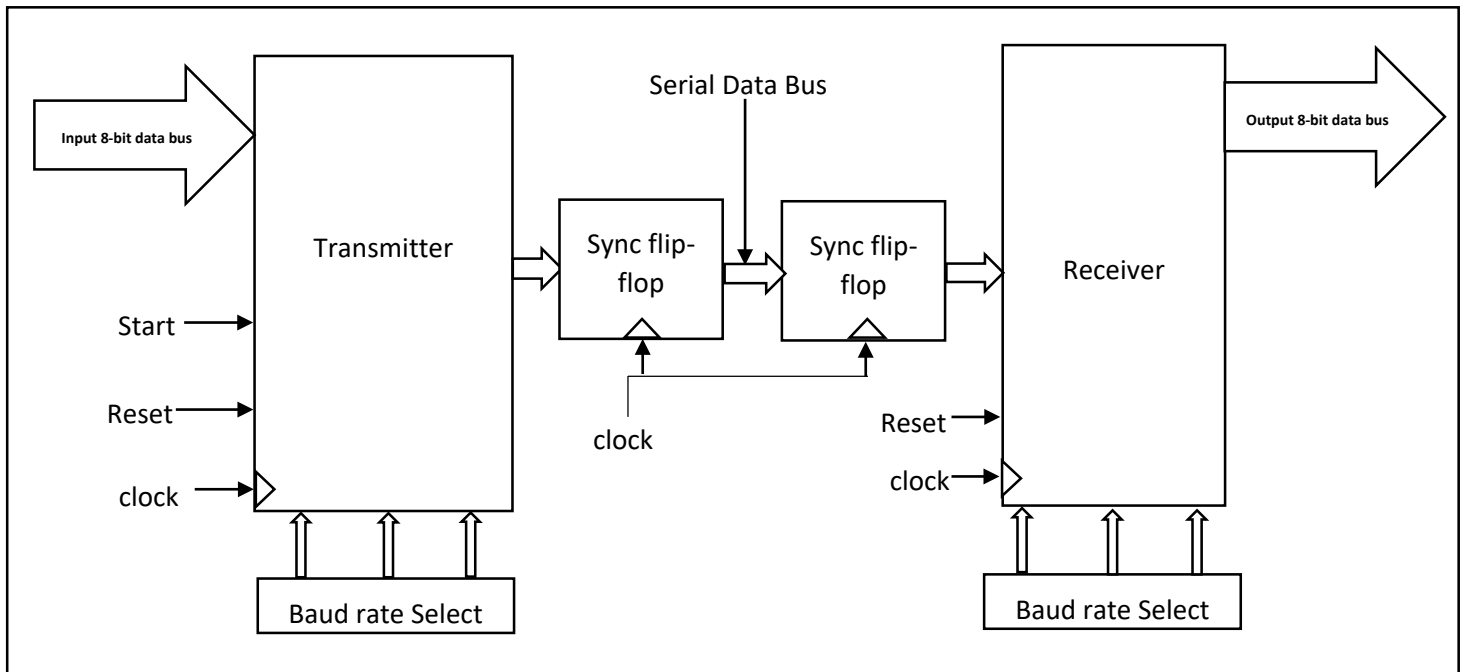 Serial Data Bus
Input 8-bit data bus
Output 8-bit data bus
Transmitter
Sync flip-
flop
Sync flip-
flop
Receiver
Start
Reset
clock
clock
Reset
clock
Baud rate Select
Baud rate Select